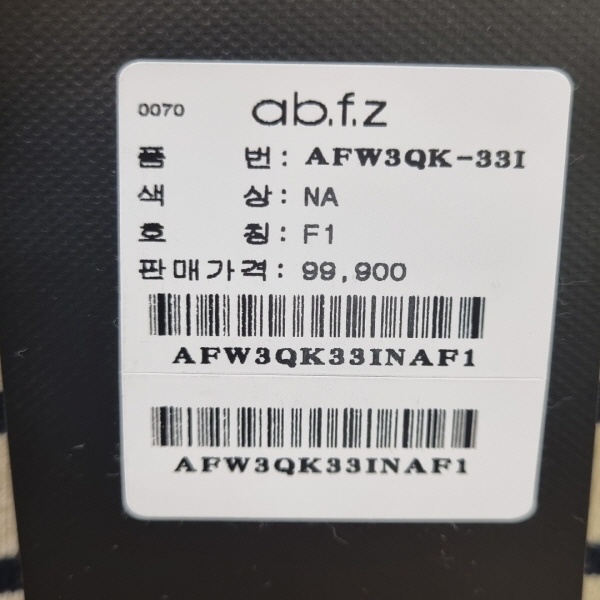 0070 ab.f.z
품 번: AFW3QK-33I
색 상: NA
호 칭: F1
판매가격: 99,900
AFW3QK33INAF1
AFW3QK33INAF1